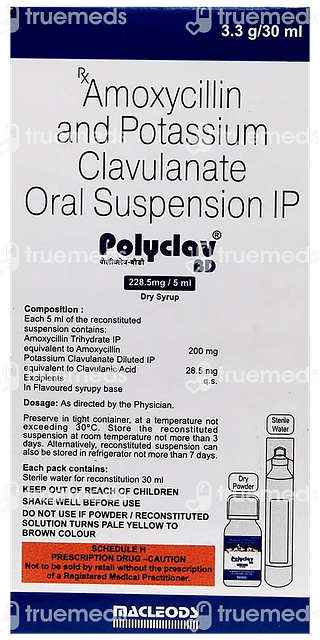 truemeds
3.3 g/30 ml
Rx
Amoxycillin
and Potassium
Clavulanate
Oral Suspension IP
Polyclav®
पोलीक्लेव-बीडी
BD
228.5mg / 5 ml
Dry Syrup
Composition :
Each 5 ml of the reconstituted
suspension contains:
Amoxycillin Trihydrate IP
equivalent to Amoxycillin 200 mg
Potassium Clavulanate Diluted IP
equivalent to Clavulanic Acid 28.5 mg
Excipients q.s.
In Flavoured syrupy base
Dosage: As directed by the Physician.
Preserve in tight container, at a temperature not
exceeding 30°C. Store the reconstituted
suspension at room temperature not more than 3
days. Alternatively, reconstituted suspension can
also be stored in refrigerator not more than 7 days.
Each pack contains:
Sterile water for reconstitution 30 ml
KEEP OUT OF REACH OF CHILDREN
SHAKE WELL BEFORE USE
DO NOT USE IF POWDER / RECONSTITUTED
SOLUTION TURNS PALE YELLOW TO
BROWN COLOUR
Sterile
Water
Dry
Powder
SCHEDULE H
PRESCRIPTION DRUG –CAUTION
Not to be sold by retail without the prescription
of a Registered Medical Practitioner.
MACLEODS